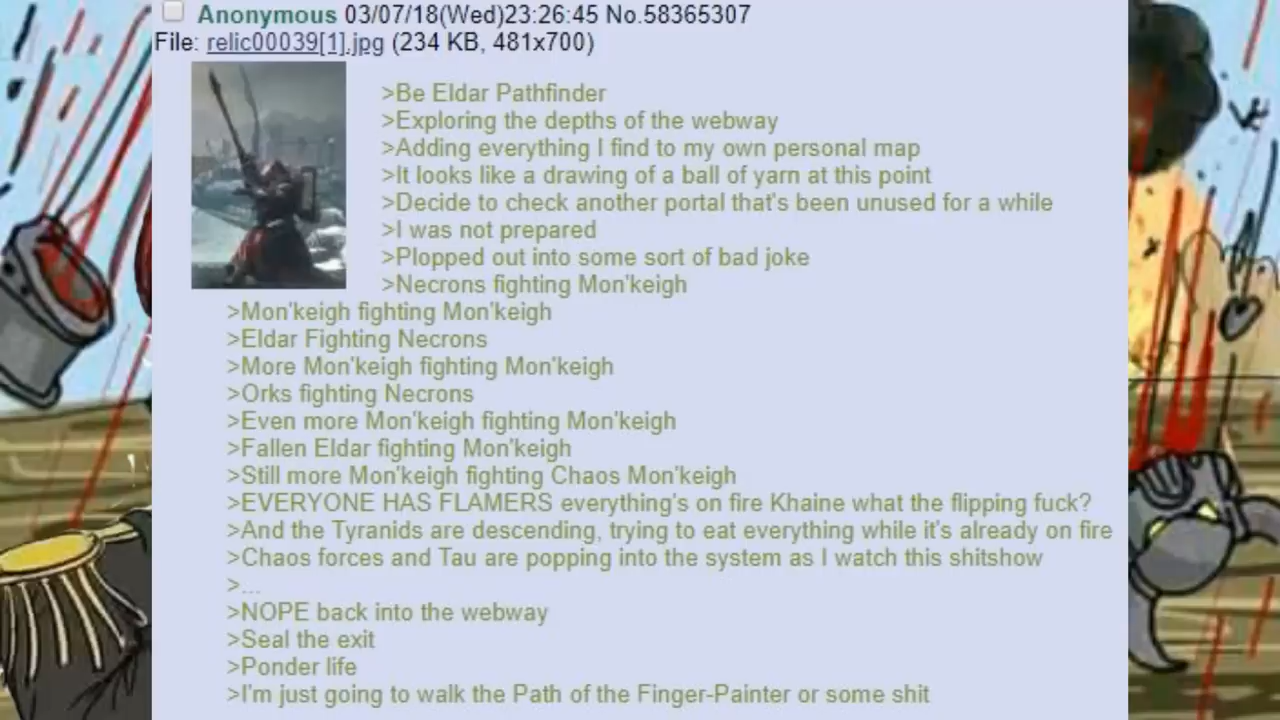 Anonymous 03/07/18(Wed)23:26:45 No.58365307
File: relic00039[1].jpg (234 KB, 481x700)
>Be Eldar Pathfinder
>Exploring the depths of the webway
>Adding everything I find to my own personal map
>It looks like a drawing of a ball of yarn at this point
>Decide to check another portal that's been unused for a while
>I was not prepared
>Plopped out into some sort of bad joke
>Necrons fighting Mon'keigh
>Mon'keigh fighting Mon'keigh
>Eldar Fighting Necrons
>More Mon'keigh fighting Mon'keigh
>Orks fighting Necrons
>Even more Mon'keigh fighting Mon'keigh
>Fallen Eldar fighting Mon'keigh
>Still more Mon'keigh fighting Chaos Mon'keigh
>EVERYONE HAS FLAMERS everything's on fire Khaine what the flipping fuck?
>And the Tyranids are descending, trying to eat everything while it's already on fire
>Chaos forces and Tau are popping into the system as I watch this shitshow
>...
>NOPE back into the webway
>Seal the exit
>Ponder life
>I'm just going to walk the Path of the Finger-Painter or some shit